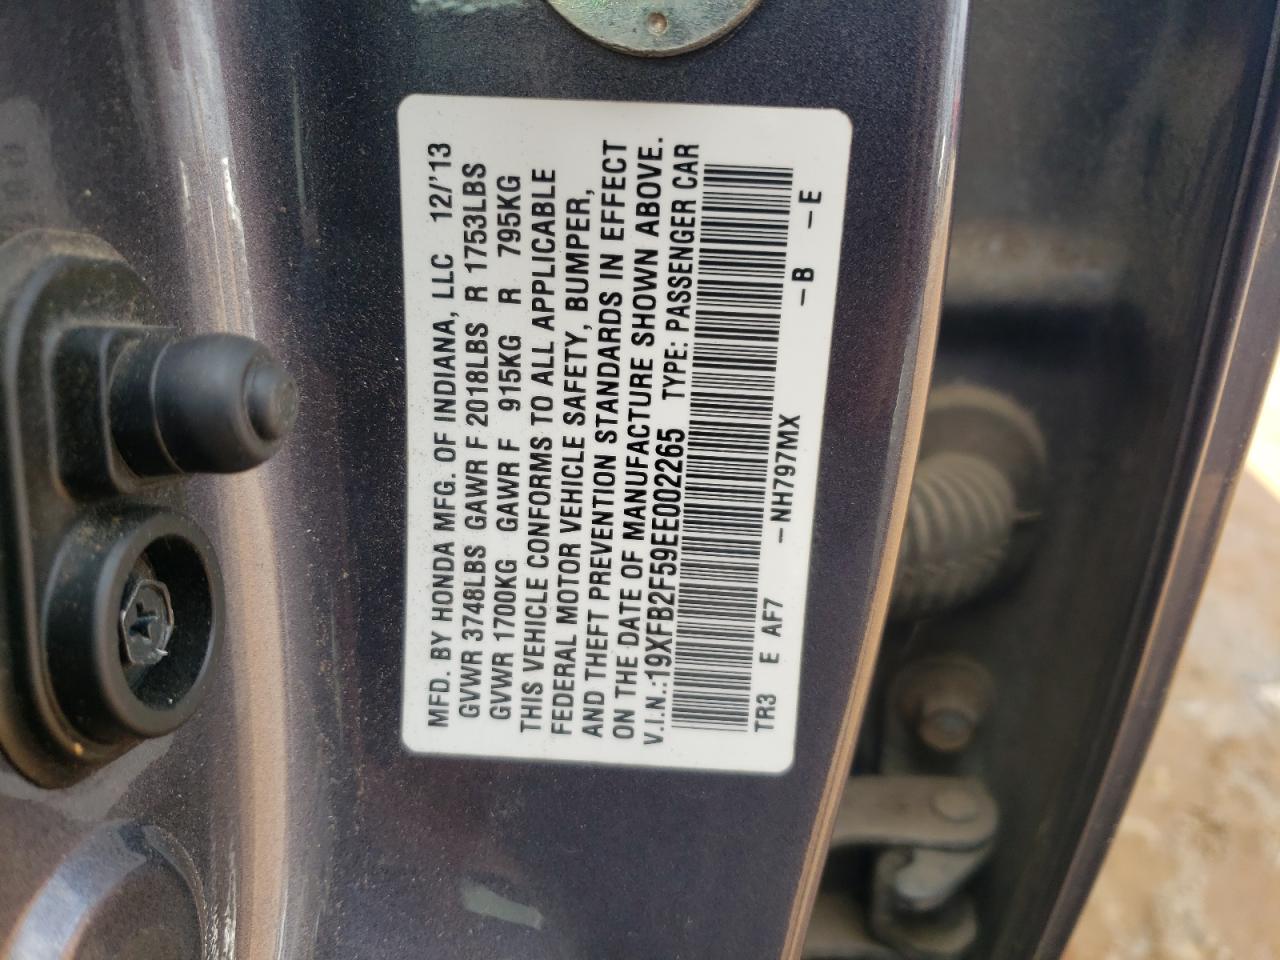 MFD. BY HONDA MFG. OF INDIANA, LLC 12/'13
GVWR 3748LBS GAWR F 2018LBS R 1753LBS
GVWR 1700KG GAWR F 915KG R 795KG
THIS VEHICLE CONFORMS TO ALL APPLICABLE
FEDERAL MOTOR VEHICLE SAFETY, BUMPER,
AND THEFT PREVENTION STANDARDS IN EFFECT
ON THE DATE OF MANUFACTURE SHOWN ABOVE.
V.I.N.:19XFB2F59EE002265 TYPE: PASSENGER CAR
TR3 E AF7 -NH797MX -B -E